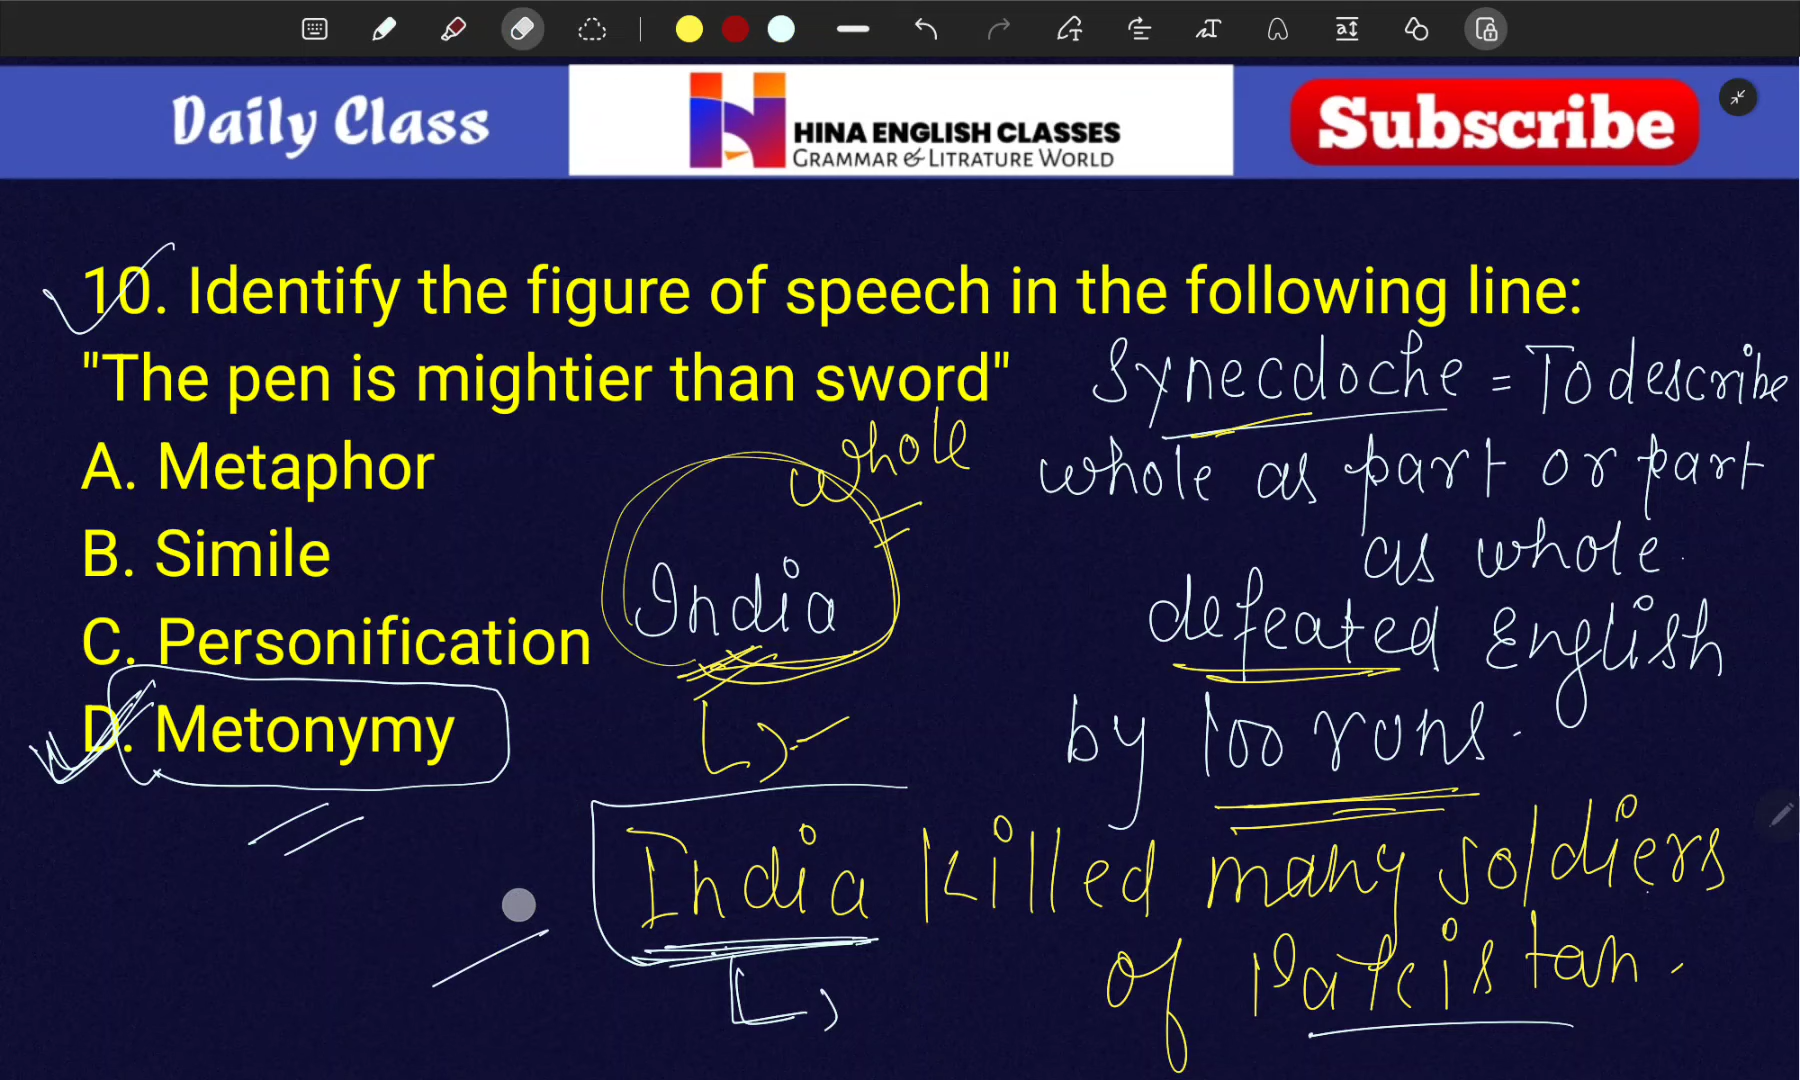 Daily Class
HINA ENGLISH CLASSES
GRAMMAR & LITRATURE WORLD
Subscribe
10. Identify the figure of speech in the following line:
"The pen is mightier than sword"
A. Metaphor
B. Simile
C. Personification
D. Metonymy
Synecdoche = To describe
whole as part or part
as whole.
whole
India defeated English
by 100 runs.
India killed many soldiers
of Pakistan.